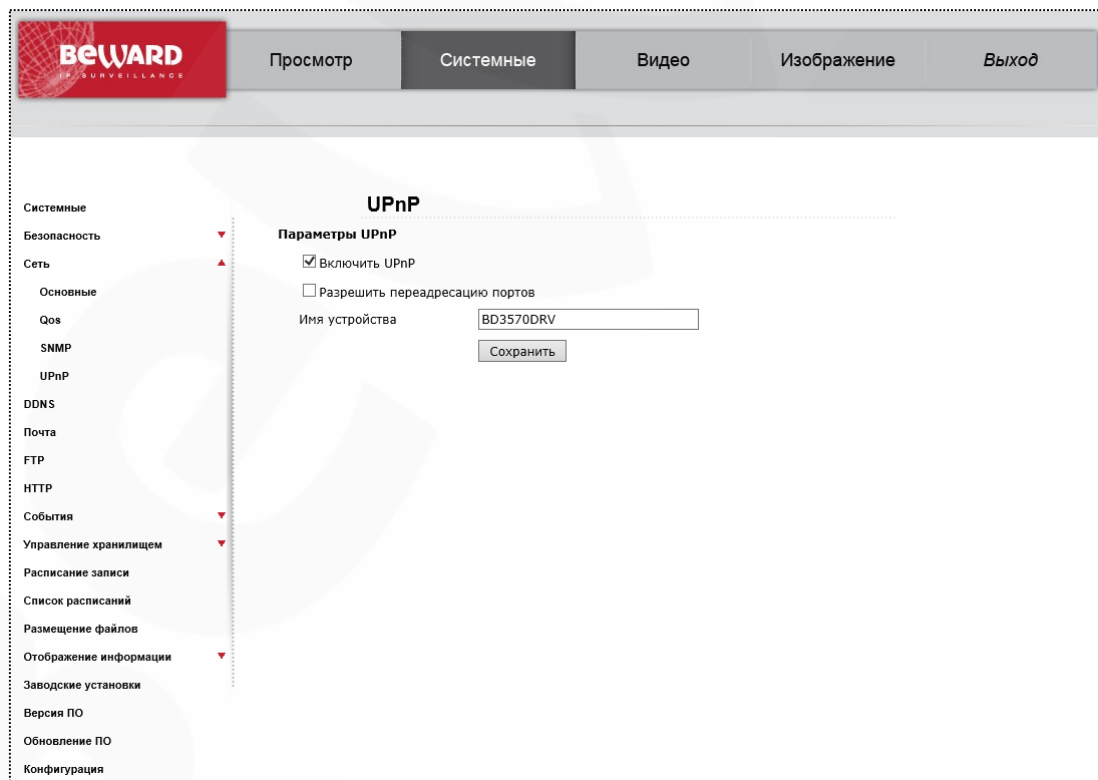 BEWARD
IP SURVEILLANCE
Просмотр
Системные
Видео
Изображение
Выход
UPnP
Параметры UPnP
Включить UPnP
Разрешить переадресацию портов
Имя устройства
BD3570DRV
Сохранить
Системные
Безопасность
Сеть
Основные
Qos
SNMP
UPnP
DDNS
Почта
FTP
HTTP
События
Управление хранилищем
Расписание записи
Список расписаний
Размещение файлов
Отображение информации
Заводские установки
Версия ПО
Обновление ПО
Конфигурация